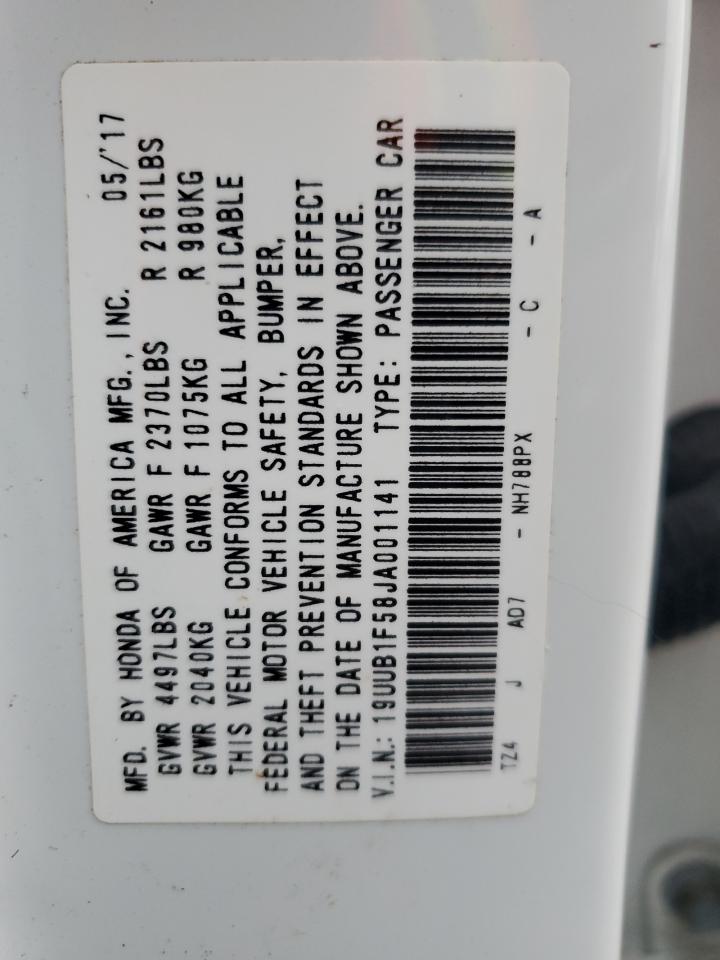 MFD. BY HONDA OF AMERICA MFG., INC. 05/'17
GVWR 4497LBS GAWR F 2370LBS R 2161LBS
GVWR 2040KG GAWR F 1075KG R 980KG
THIS VEHICLE CONFORMS TO ALL APPLICABLE
FEDERAL MOTOR VEHICLE SAFETY, BUMPER,
AND THEFT PREVENTION STANDARDS IN EFFECT
ON THE DATE OF MANUFACTURE SHOWN ABOVE.
V.I.N.: 19UUB1F58JA001141 TYPE: PASSENGER CAR
TZ4 J AD7 - NH788PX - C - A